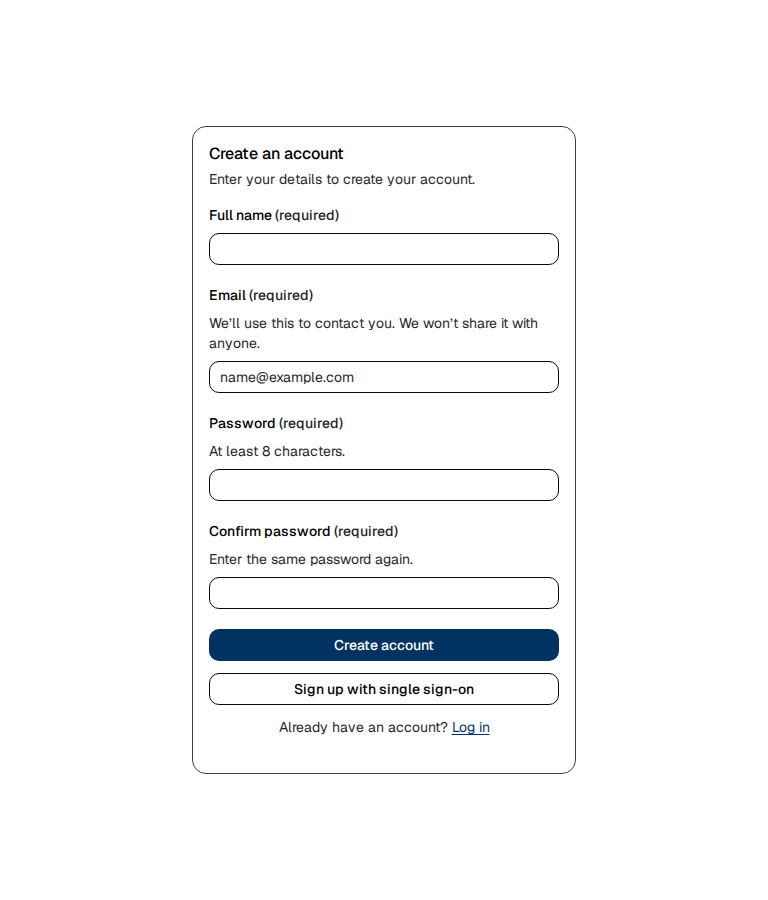 Create an account
Enter your details to create your account.
Full name (required)
Email (required)
We’ll use this to contact you. We won’t share it with
anyone.
name@example.com
Password (required)
At least 8 characters.
Confirm password (required)
Enter the same password again.
Create account
Sign up with single sign-on
Already have an account? Log in